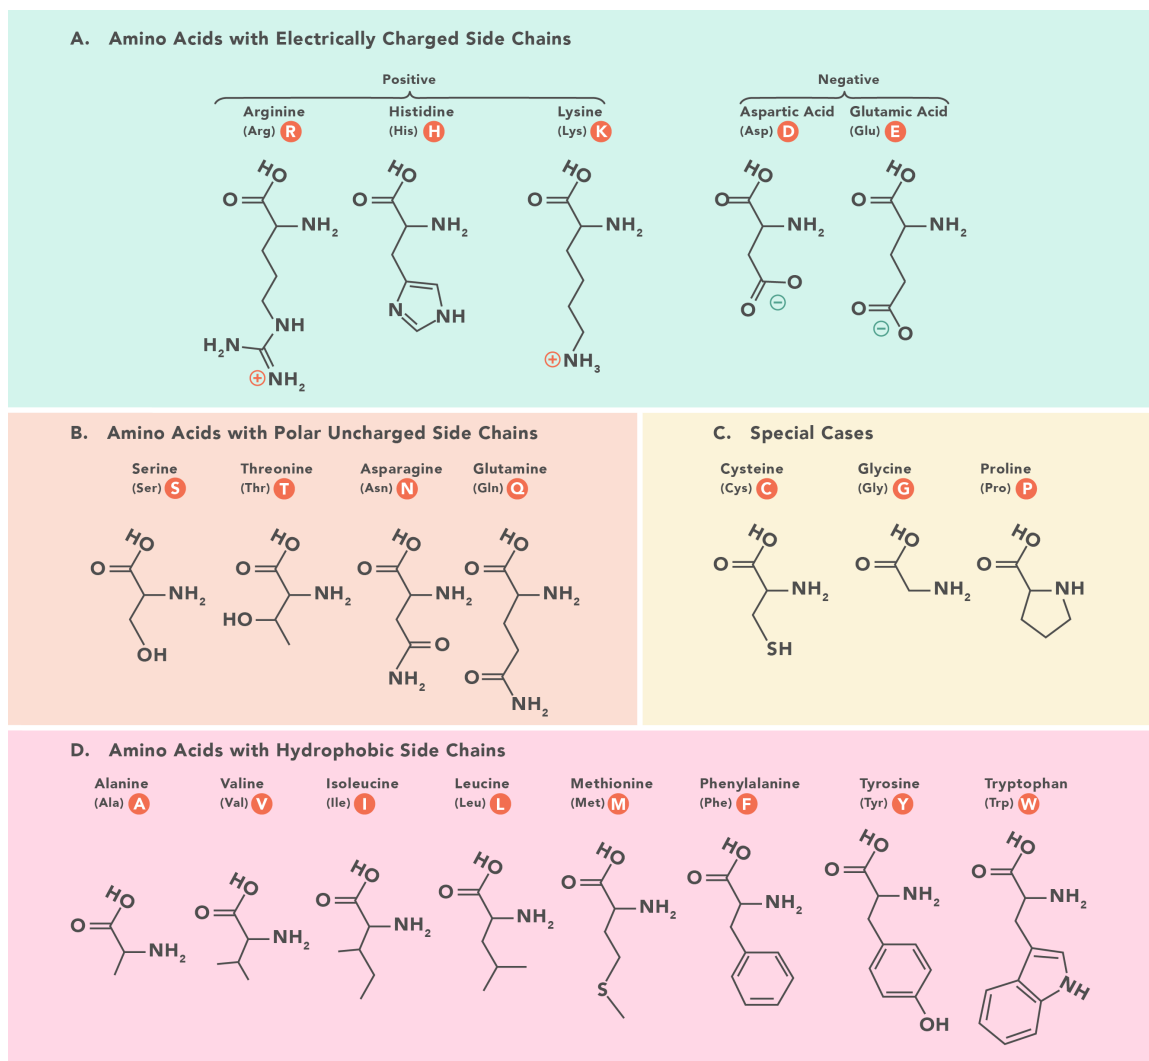 A. Amino Acids with Electrically Charged Side Chains
Positive
Negative
Arginine
(Arg) R
Histidine
(His) H
Lysine
(Lys) K
Aspartic Acid
(Asp) D
Glutamic Acid
(Glu) E
HO
O
NH2
NH
H2N
⊕NH2
HO
O
NH2
N
NH
HO
O
NH2
⊕NH3
HO
O
NH2
O
O
⊖
HO
O
NH2
O
⊖
O
B. Amino Acids with Polar Uncharged Side Chains
Serine
(Ser) S
Threonine
(Thr) T
Asparagine
(Asn) N
Glutamine
(Gln) Q
HO
O
NH2
OH
HO
O
NH2
HO
HO
O
NH2
O
NH2
HO
O
NH2
O
NH2
C. Special Cases
Cysteine
(Cys) C
Glycine
(Gly) G
Proline
(Pro) P
HO
O
NH2
SH
HO
O
NH2
HO
O
NH
D. Amino Acids with Hydrophobic Side Chains
Alanine
(Ala) A
Valine
(Val) V
Isoleucine
(Ile) I
Leucine
(Leu) L
Methionine
(Met) M
Phenylalanine
(Phe) F
Tyrosine
(Tyr) Y
Tryptophan
(Trp) W
HO
O
NH2
HO
O
NH2
HO
O
NH2
HO
O
NH2
HO
O
NH2
S
HO
O
NH2
HO
O
NH2
OH
HO
O
NH2
NH